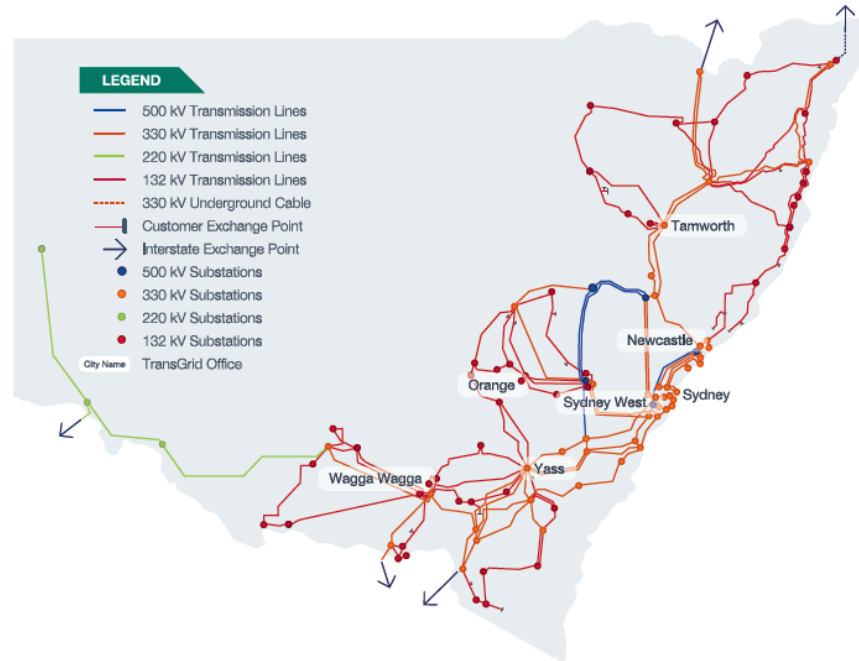 LEGEND
500 kV Transmission Lines
330 kV Transmission Lines
220 kV Transmission Lines
132 kV Transmission Lines
330 kV Underground Cable
Customer Exchange Point
Interstate Exchange Point
500 kV Substations
330 kV Substations
220 kV Substations
132 kV Substations
City Name TransGrid Office
Tamworth
Newcastle
Orange
Sydney West
Sydney
Yass
Wagga Wagga